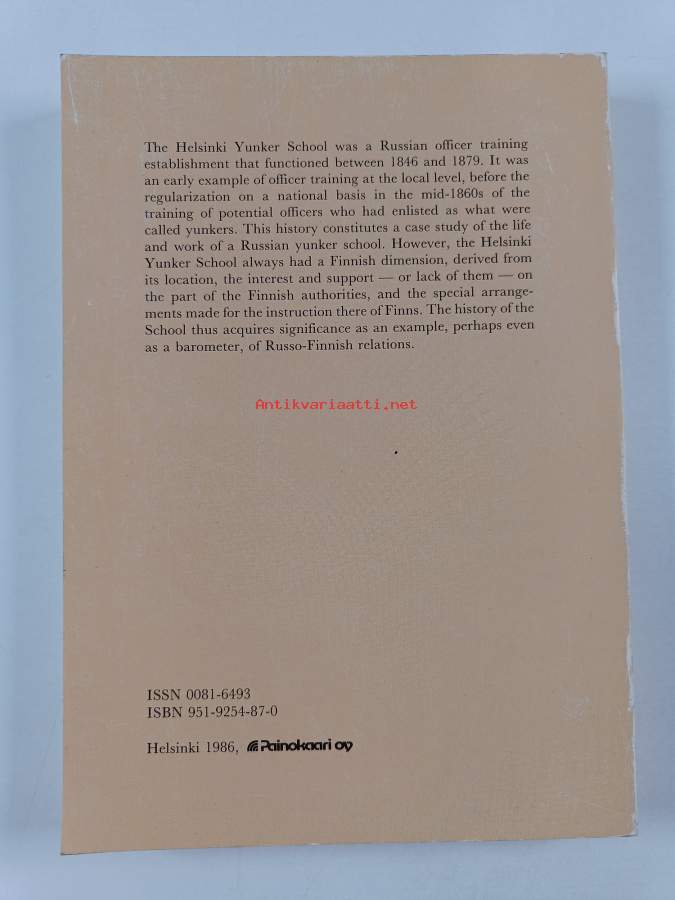 The Helsinki Yunker School was a Russian officer training
establishment that functioned between 1846 and 1879. It was
an early example of officer training at the local level, before the
regularization on a national basis in the mid-1860s of the
training of potential officers who had enlisted as what were
called yunkers. This history constitutes a case study of the life
and work of a Russian yunker school. However, the Helsinki
Yunker School always had a Finnish dimension, derived from
its location, the interest and support — or lack of them — on
the part of the Finnish authorities, and the special arrange-
ments made for the instruction there of Finns. The history of the
School thus acquires significance as an example, perhaps even
as a barometer, of Russo-Finnish relations.
Antikvariaatti.net
ISSN 0081-6493
ISBN 951-9254-87-0
Helsinki 1986, Painokaari oy